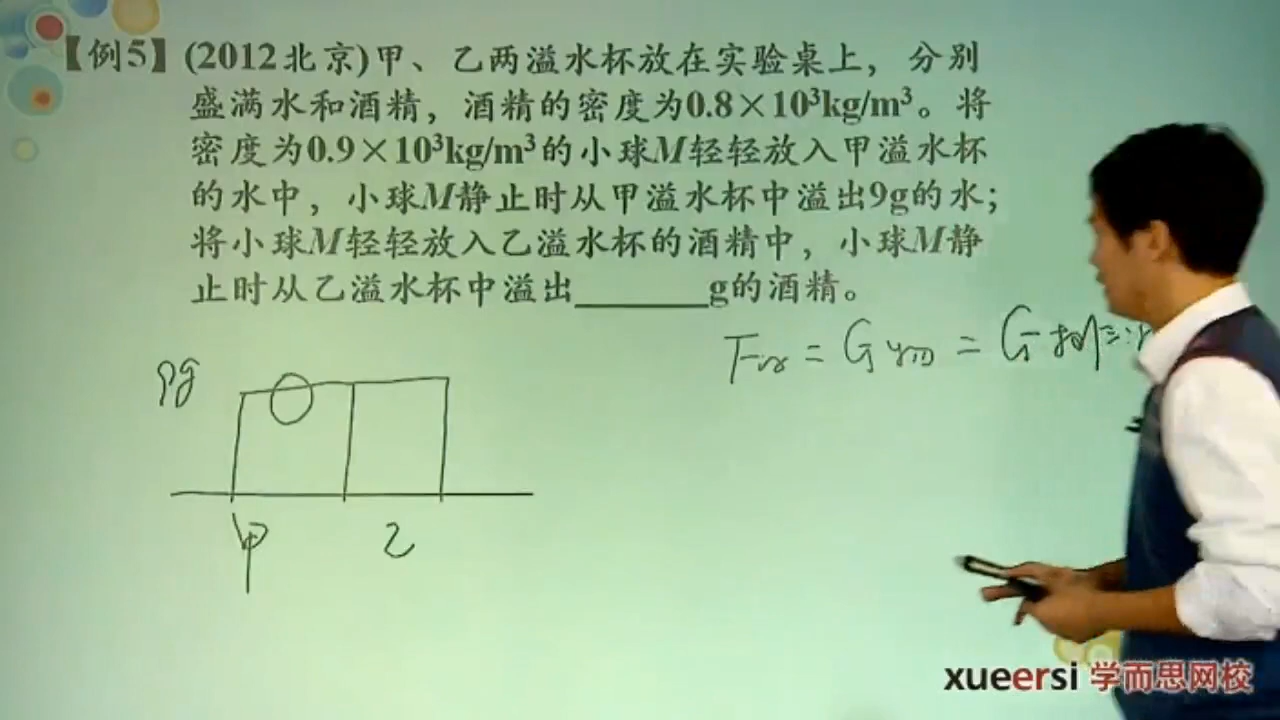 【例5】(2012北京)甲、乙两溢水杯放在实验桌上，分别
盛满水和酒精，酒精的密度为0.8×10³kg/m³。将
密度为0.9×10³kg/m³的小球M轻轻放入甲溢水杯
的水中，小球M静止时从甲溢水杯中溢出9g的水；
将小球M轻轻放入乙溢水杯的酒精中，小球M静
止时从乙溢水杯中溢出_______g的酒精。
F浮 = G物 = G排
9g
甲 乙
xueersi 学而思网校